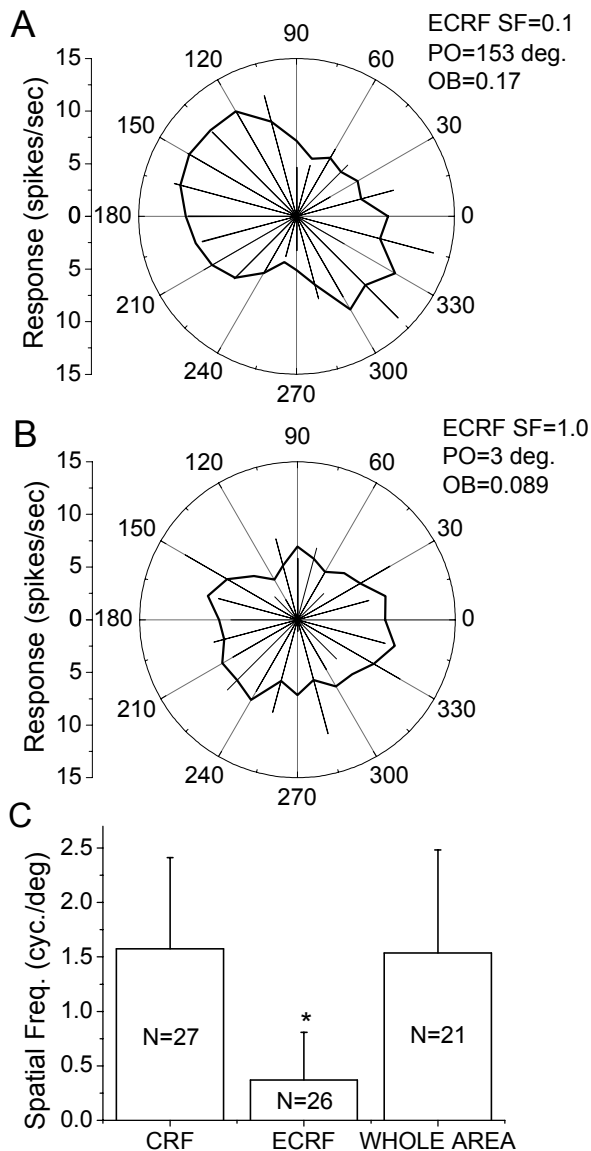 A
ECRF SF=0.1
PO=153 deg.
OB=0.17
Response (spikes/sec)
15
10
5
0
5
10
15
90
120
60
150
30
180
0
210
330
240
300
270
B
ECRF SF=1.0
PO=3 deg.
OB=0.089
Response (spikes/sec)
15
10
5
0
5
10
15
90
120
60
150
30
180
0
210
330
240
300
270
C
Spatial Freq. (cyc./deg)
2.5
2.0
1.5
1.0
0.5
0.0
*
N=27
N=26
N=21
CRF
ECRF
WHOLE AREA